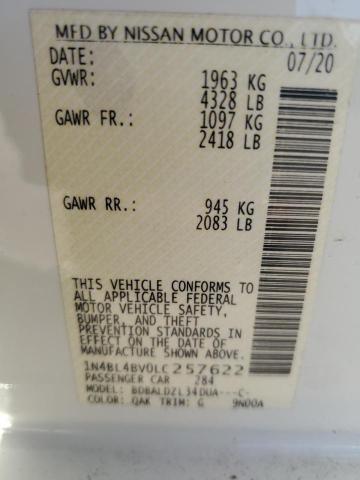 MFD BY NISSAN MOTOR CO., LTD.
DATE: 07/20
GVWR: 1963 KG
4328 LB
GAWR FR.: 1097 KG
2418 LB
GAWR RR.: 945 KG
2083 LB
THIS VEHICLE CONFORMS TO
ALL APPLICABLE FEDERAL
MOTOR VEHICLE SAFETY,
BUMPER, AND THEFT
PREVENTION STANDARDS IN
EFFECT ON THE DATE OF
MANUFACTURE SHOWN ABOVE.
1N4BL4BV0LC257622
PASSENGER CAR 284
MODEL: BDBALDZL34DUA---C-
COLOR: QAK TRIM: G 9N00A